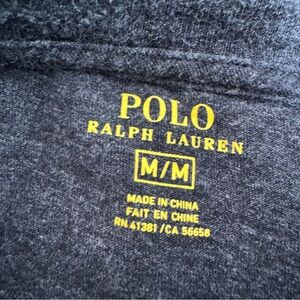 POLO
RALPH LAUREN
M/M
MADE IN CHINA
FAIT EN CHINE
RN 41381 /CA 56658